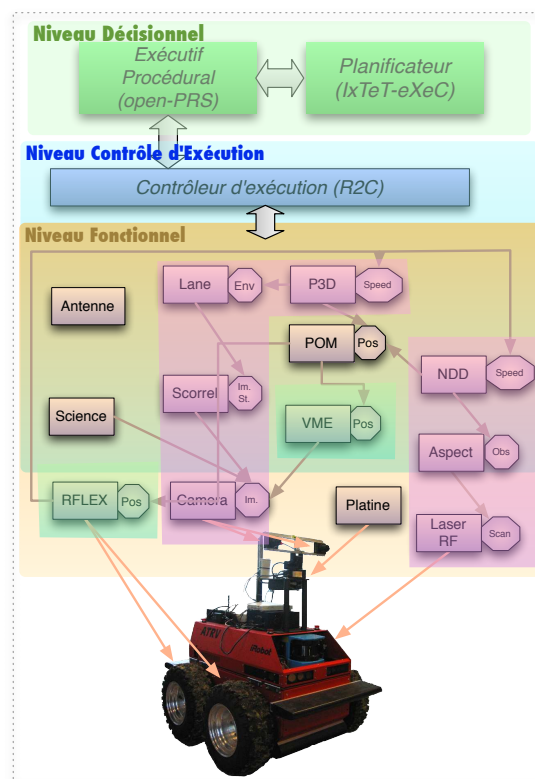 Niveau Décisionnel
Exécutif
Procédural
(open-PRS)
Planificateur
(IxTeT-eXeC)
Niveau Contrôle d'Exécution
Contrôleur d'exécution (R2C)
Niveau Fonctionnel
Lane
Env
P3D
Speed
Antenne
POM
Pos
NDD
Speed
Scorrel
Im.
St.
Science
VME
Pos
Aspect
Obs
RFLEX
Pos
Camera
Im.
Platine
Laser
RF
Scan
ATRV
iRobot